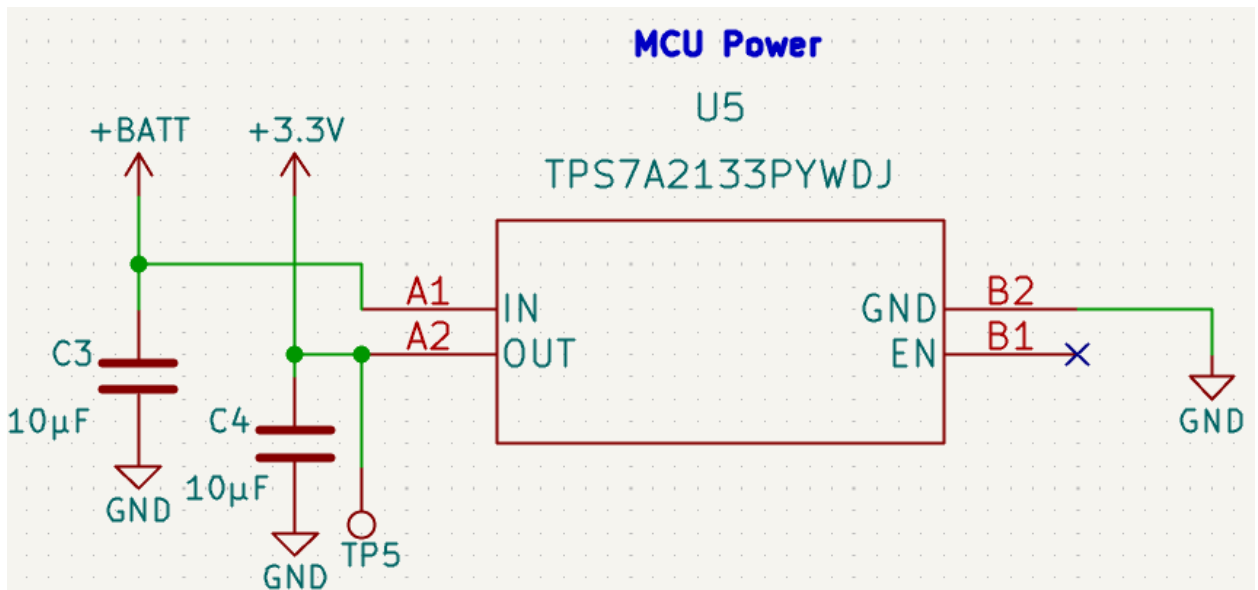 MCU Power
U5
TPS7A2133PYWDJ
+BATT
+3.3V
A1
IN
A2
OUT
GND
B2
EN
B1
C3
10µF
GND
C4
10µF
GND
TP5
GND